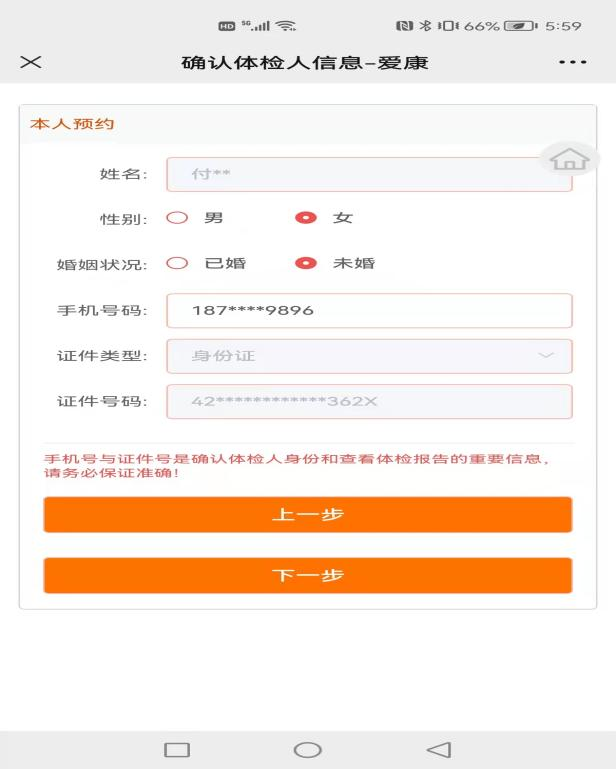 HD 5G 66% 5:59
确认体检人信息-爱康
本人预约
姓名: 付**
性别: 男 女
婚姻状况: 已婚 未婚
手机号码: 187****9896
证件类型: 身份证
证件号码: 42************362X
手机号与证件号是确认体检人身份和查看体检报告的重要信息,
请务必保证准确!
上一步
下一步